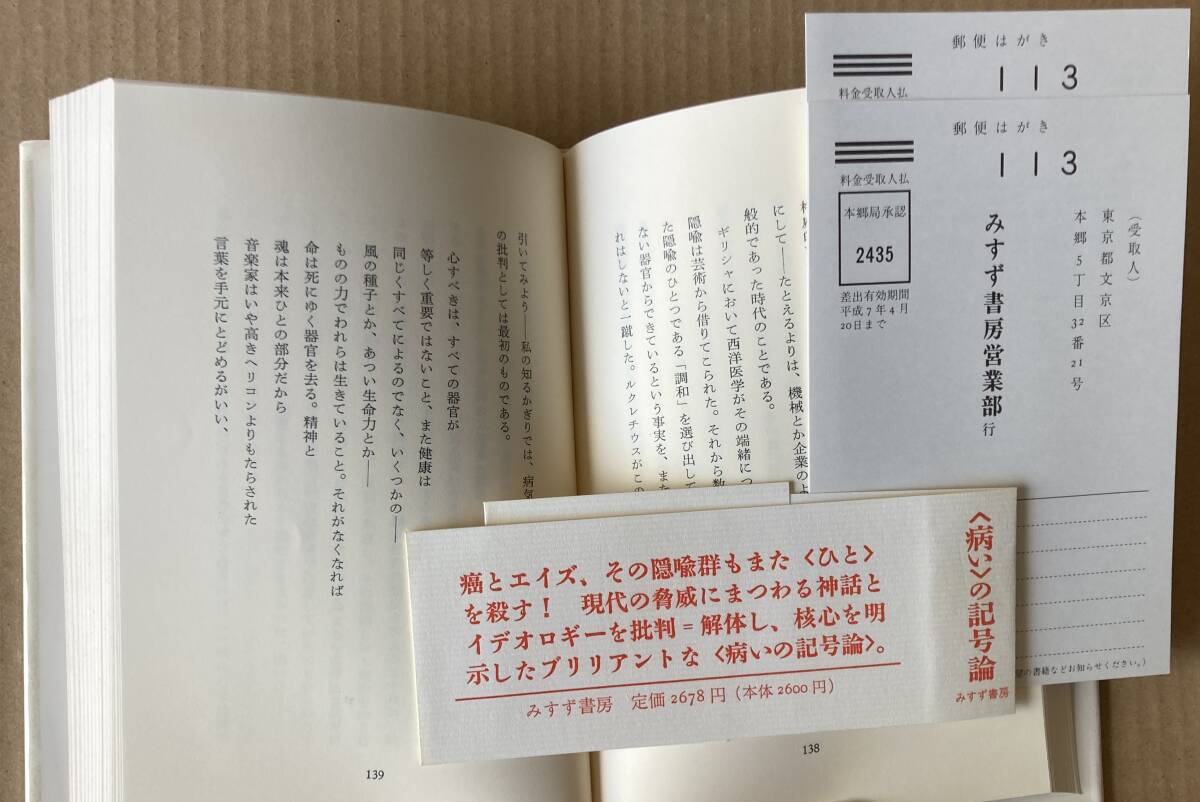 郵便はがき
113
料金受取人払
郵便はがき
113
料金受取人払
本郷局承認
2435
差出有効期間
平成7年4月
20日まで
(受取人)
東京都文京区
本郷5丁目32番21号
みすず書房営業部 行
望の書籍などお知らせください。)
にして――たとえるよりは、機械とか企業のよ
般的であった時代のことである。
ギリシャにおいて西洋医学がその端緒につ
隠喩は芸術から借りてこられた。それから数
た隠喩のひとつである「調和」を選び出して
ない器官からできているという事実を、また
れはしないと一蹴した。ルクレチウスがこの
138
引いてみよう――私の知るかぎりでは、病気
の批判としては最初のものである。
心すべきは、すべての器官が
等しく重要ではないこと、また健康は
同じくすべてによるのでなく、いくつかの――
風の種子とか、あつい生命力とか――
ものの力でわれらは生きていること。それがなくなれば
命は死にゆく器官を去る。精神と
魂は本来ひとの部分だから
音楽家はいや高きヘリコンよりもたらされた
言葉を手元にとどめるがいい、
139
癌とエイズ、その隠喩群もまた〈ひと〉
を殺す! 現代の脅威にまつわる神話と
イデオロギーを批判=解体し、核心を明
示したブリリアントな〈病いの記号論〉。
みすず書房 定価2678円(本体2600円)
〈病い〉の記号論
みすず書房